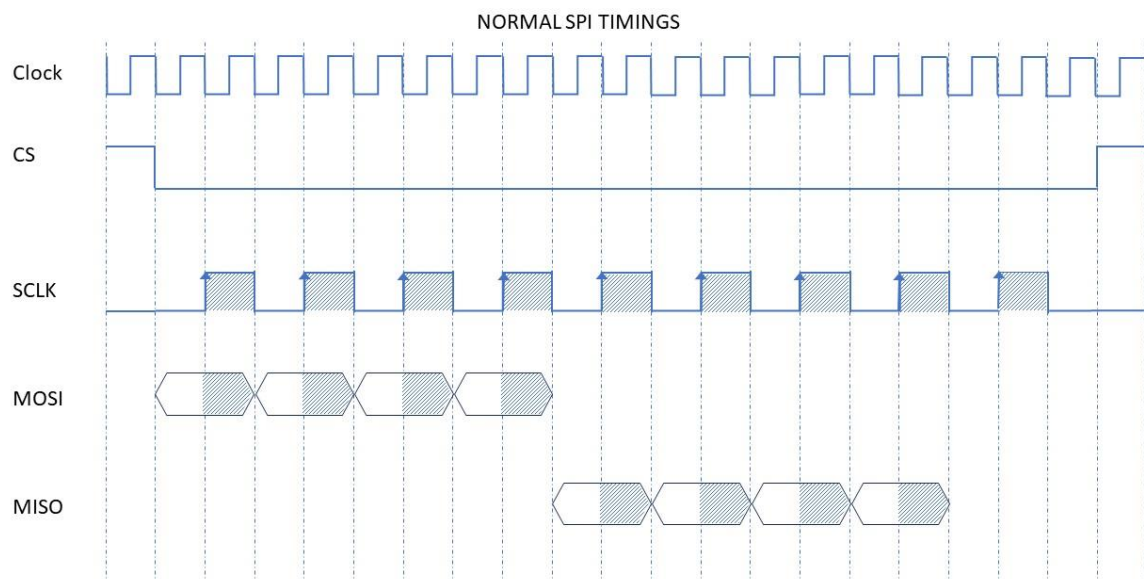 NORMAL SPI TIMINGS
Clock
CS
SCLK
MOSI
MISO